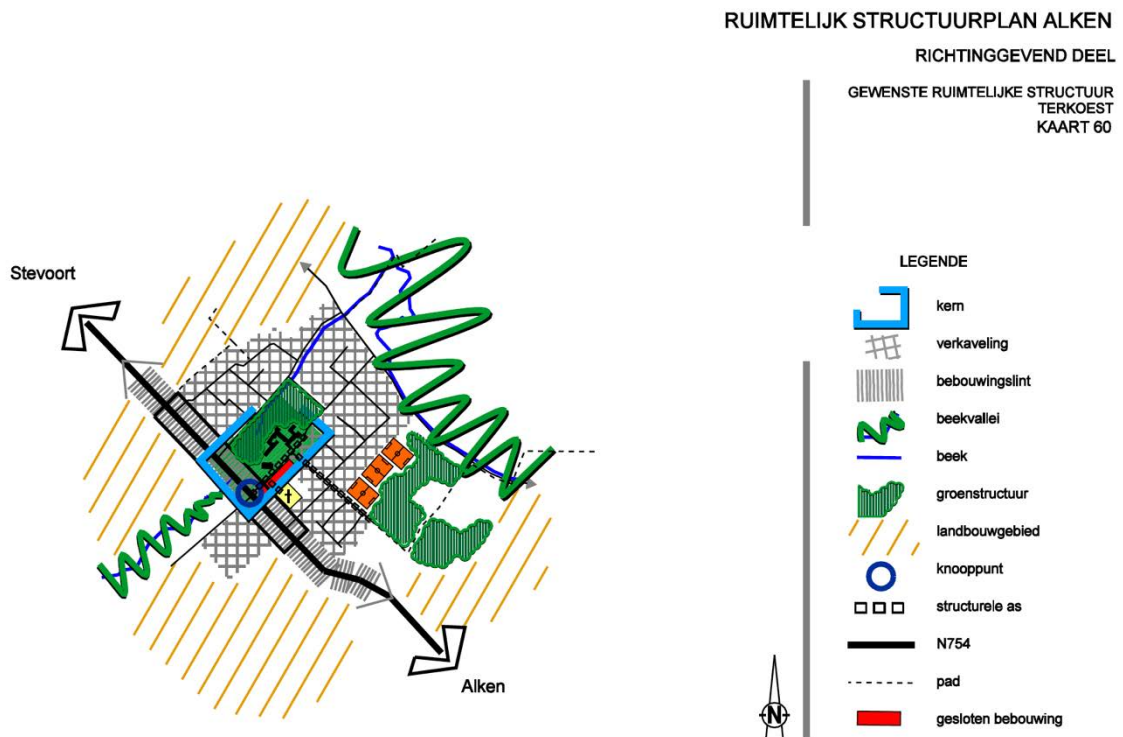 RUIMTELIJK STRUCTUURPLAN ALKEN
RICHTINGGEVEND DEEL
GEWENSTE RUIMTELIJKE STRUCTUUR
TERKOEST
KAART 60
Stevoort
Alken
LEGENDE
kern
verkaveling
bebouwingslint
beekvallei
beek
groenstructuur
landbouwgebied
knooppunt
structurele as
N754
pad
gesloten bebouwing
N